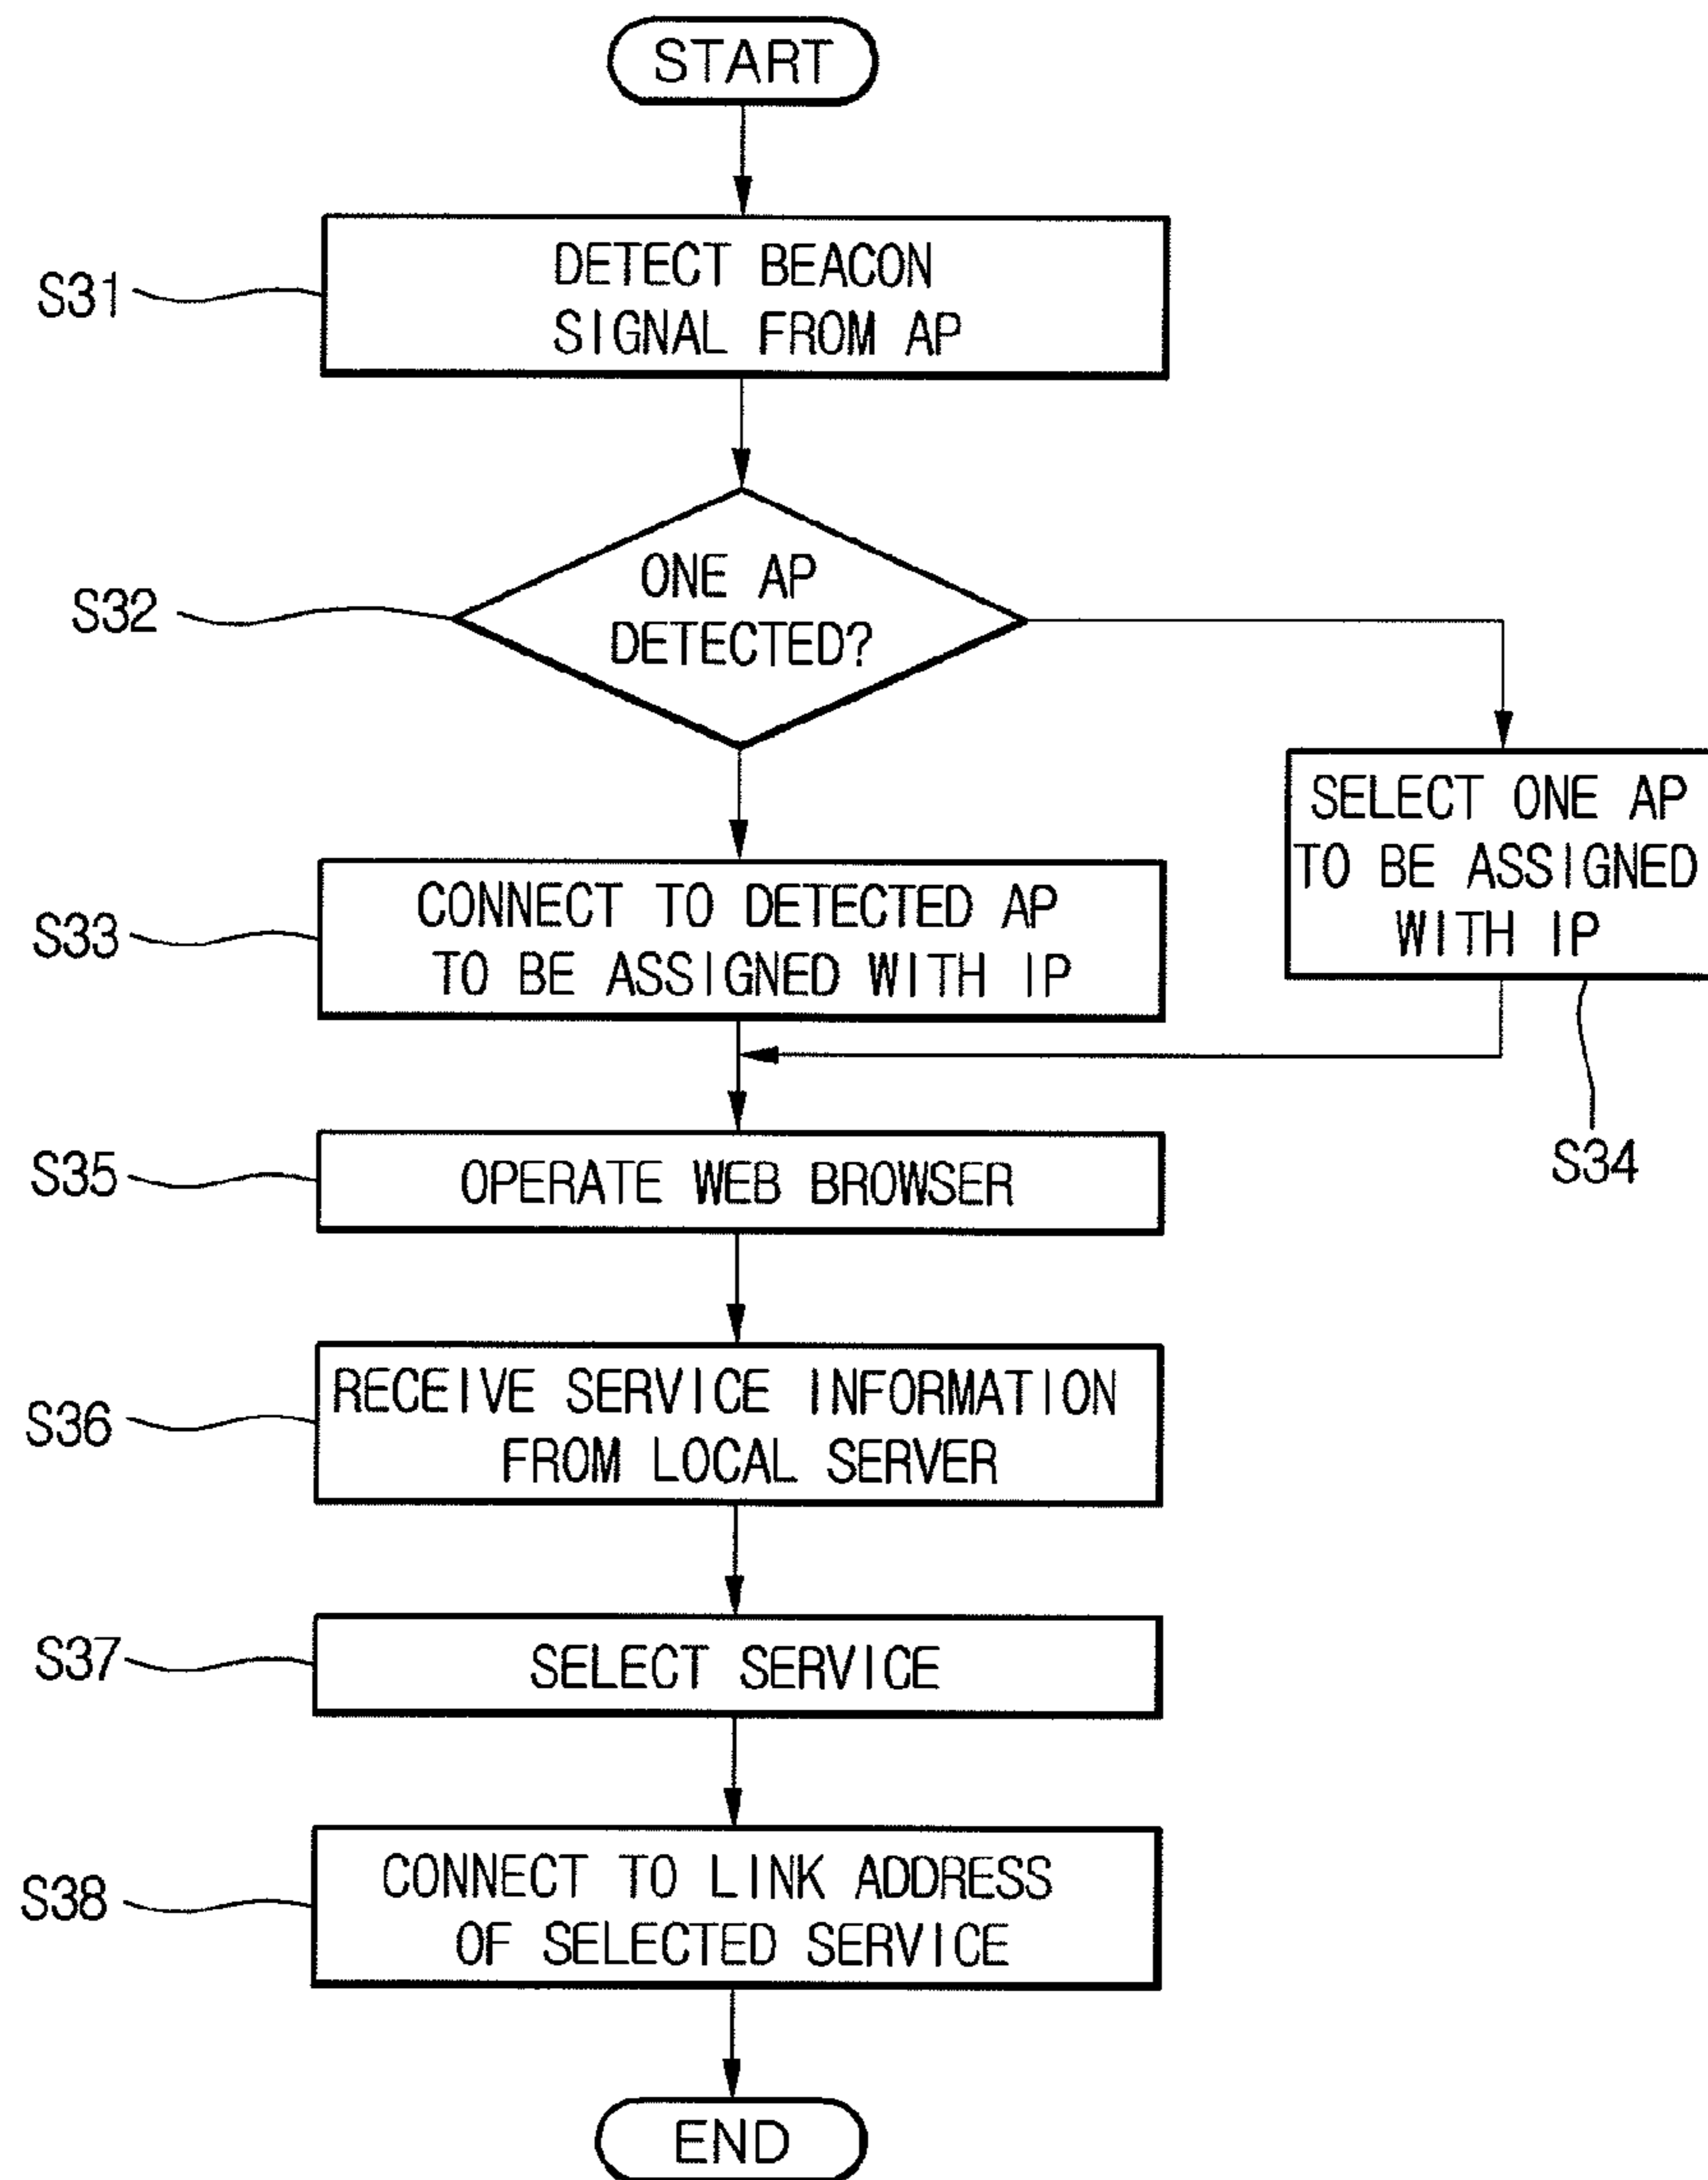 START
S31
DETECT BEACON
SIGNAL FROM AP
S32
ONE AP
DETECTED?
S33
CONNECT TO DETECTED AP
TO BE ASSIGNED WITH IP
SELECT ONE AP
TO BE ASSIGNED
WITH IP
S34
S35
OPERATE WEB BROWSER
S36
RECEIVE SERVICE INFORMATION
FROM LOCAL SERVER
S37
SELECT SERVICE
S38
CONNECT TO LINK ADDRESS
OF SELECTED SERVICE
END